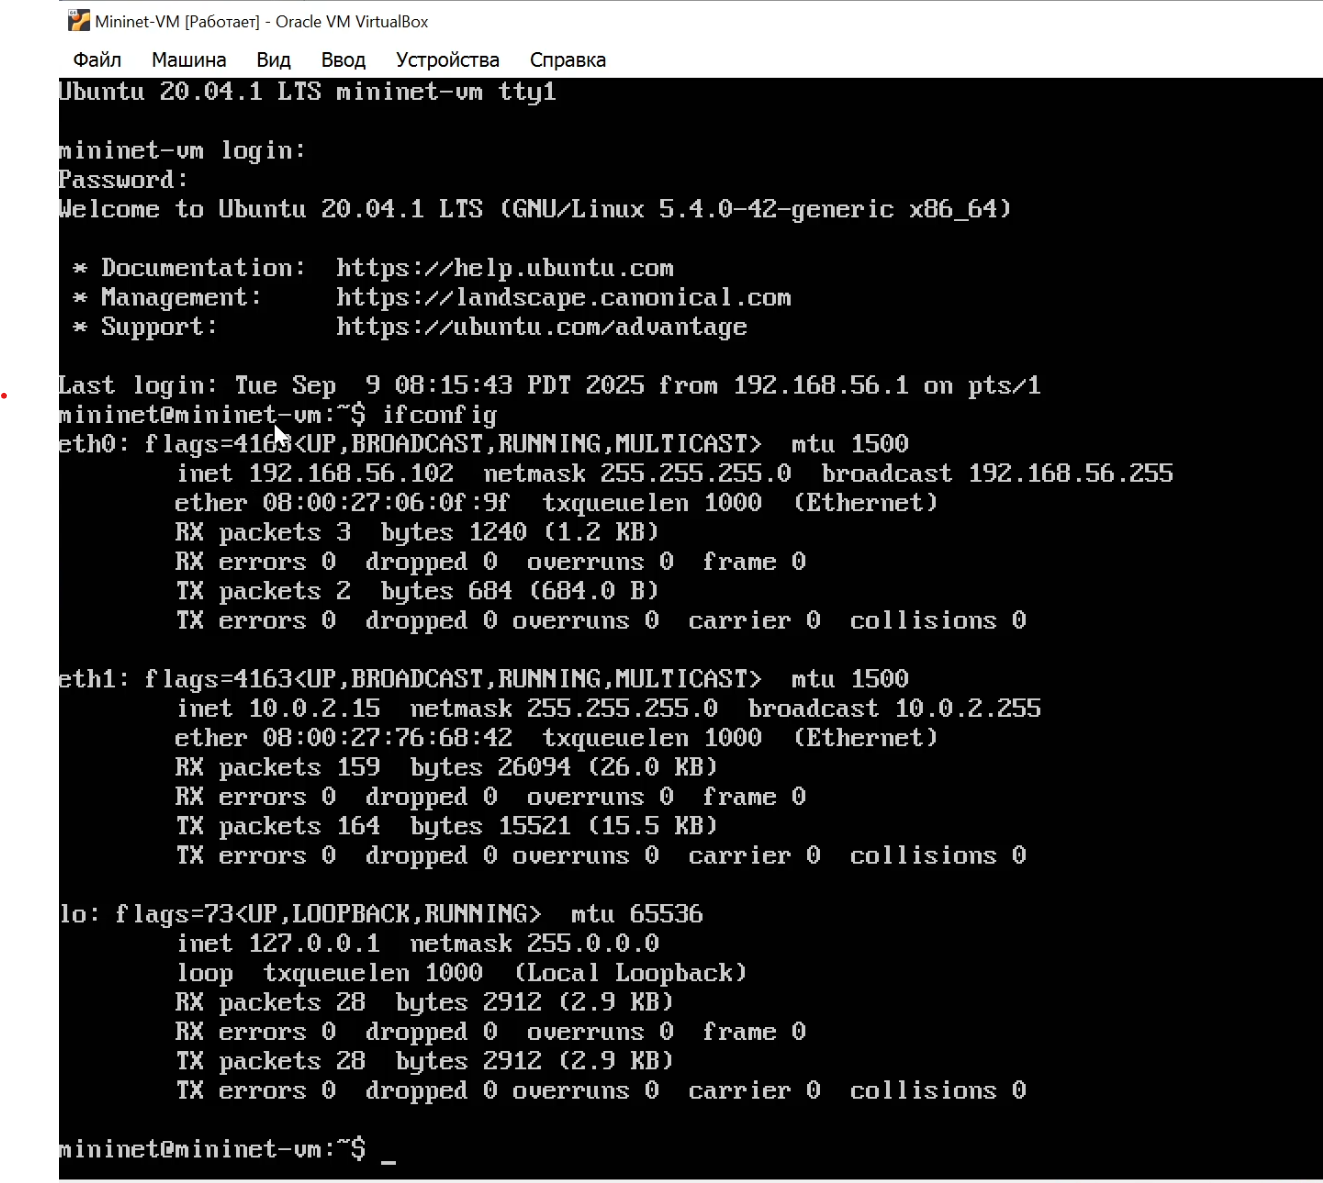 Mininet-VM [Работает] - Oracle VM VirtualBox
Файл Машина Вид Ввод Устройства Справка
Ubuntu 20.04.1 LTS mininet-vm tty1
mininet-vm login:
Password:
Welcome to Ubuntu 20.04.1 LTS (GNU/Linux 5.4.0-42-generic x86_64)
* Documentation:  https://help.ubuntu.com
* Management:     https://landscape.canonical.com
* Support:        https://ubuntu.com/advantage
Last login: Tue Sep  9 08:15:43 PDT 2025 from 192.168.56.1 on pts/1
mininet@mininet-vm:~$ ifconfig
eth0: flags=4163<UP,BROADCAST,RUNNING,MULTICAST>  mtu 1500
inet 192.168.56.102  netmask 255.255.255.0  broadcast 192.168.56.255
ether 08:00:27:06:0f:9f  txqueuelen 1000  (Ethernet)
RX packets 3  bytes 1240 (1.2 KB)
RX errors 0  dropped 0  overruns 0  frame 0
TX packets 2  bytes 684 (684.0 B)
TX errors 0  dropped 0 overruns 0  carrier 0  collisions 0
eth1: flags=4163<UP,BROADCAST,RUNNING,MULTICAST>  mtu 1500
inet 10.0.2.15  netmask 255.255.255.0  broadcast 10.0.2.255
ether 08:00:27:76:68:42  txqueuelen 1000  (Ethernet)
RX packets 159  bytes 26094 (26.0 KB)
RX errors 0  dropped 0  overruns 0  frame 0
TX packets 164  bytes 15521 (15.5 KB)
TX errors 0  dropped 0 overruns 0  carrier 0  collisions 0
lo: flags=73<UP,LOOPBACK,RUNNING>  mtu 65536
inet 127.0.0.1  netmask 255.0.0.0
loop  txqueuelen 1000  (Local Loopback)
RX packets 28  bytes 2912 (2.9 KB)
RX errors 0  dropped 0  overruns 0  frame 0
TX packets 28  bytes 2912 (2.9 KB)
TX errors 0  dropped 0 overruns 0  carrier 0  collisions 0
mininet@mininet-vm:~$ _